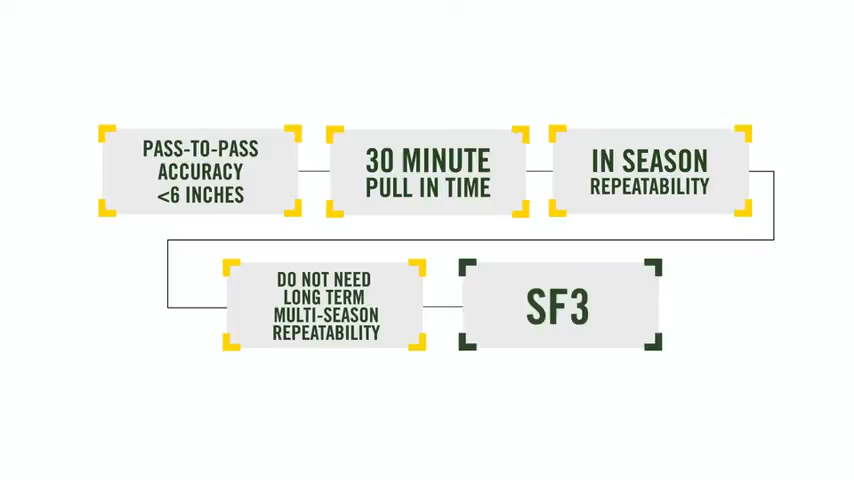 PASS-TO-PASS
ACCURACY
<6 INCHES
30 MINUTE
PULL IN TIME
IN SEASON
REPEATABILITY
DO NOT NEED
LONG TERM
MULTI-SEASON
REPEATABILITY
SF3